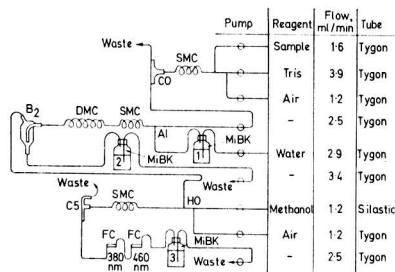 Pump Reagent Flow, ml/min Tube
Waste
Sample 1·6 Tygon
SMC
CO
Tris 3·9 Tygon
Air 1·2 Tygon
B2
DMC SMC
- 2·5 Tygon
AI
MiBK
2
MiBK
1
Water 2·9 Tygon
- 3·4 Tygon
Waste
Waste
SMC
C5
HO
Methanol 1·2 Silastic
Air 1·2 Tygon
FC FC
MiBK
380 nm
460 nm
3
Waste
- 2·5 Tygon